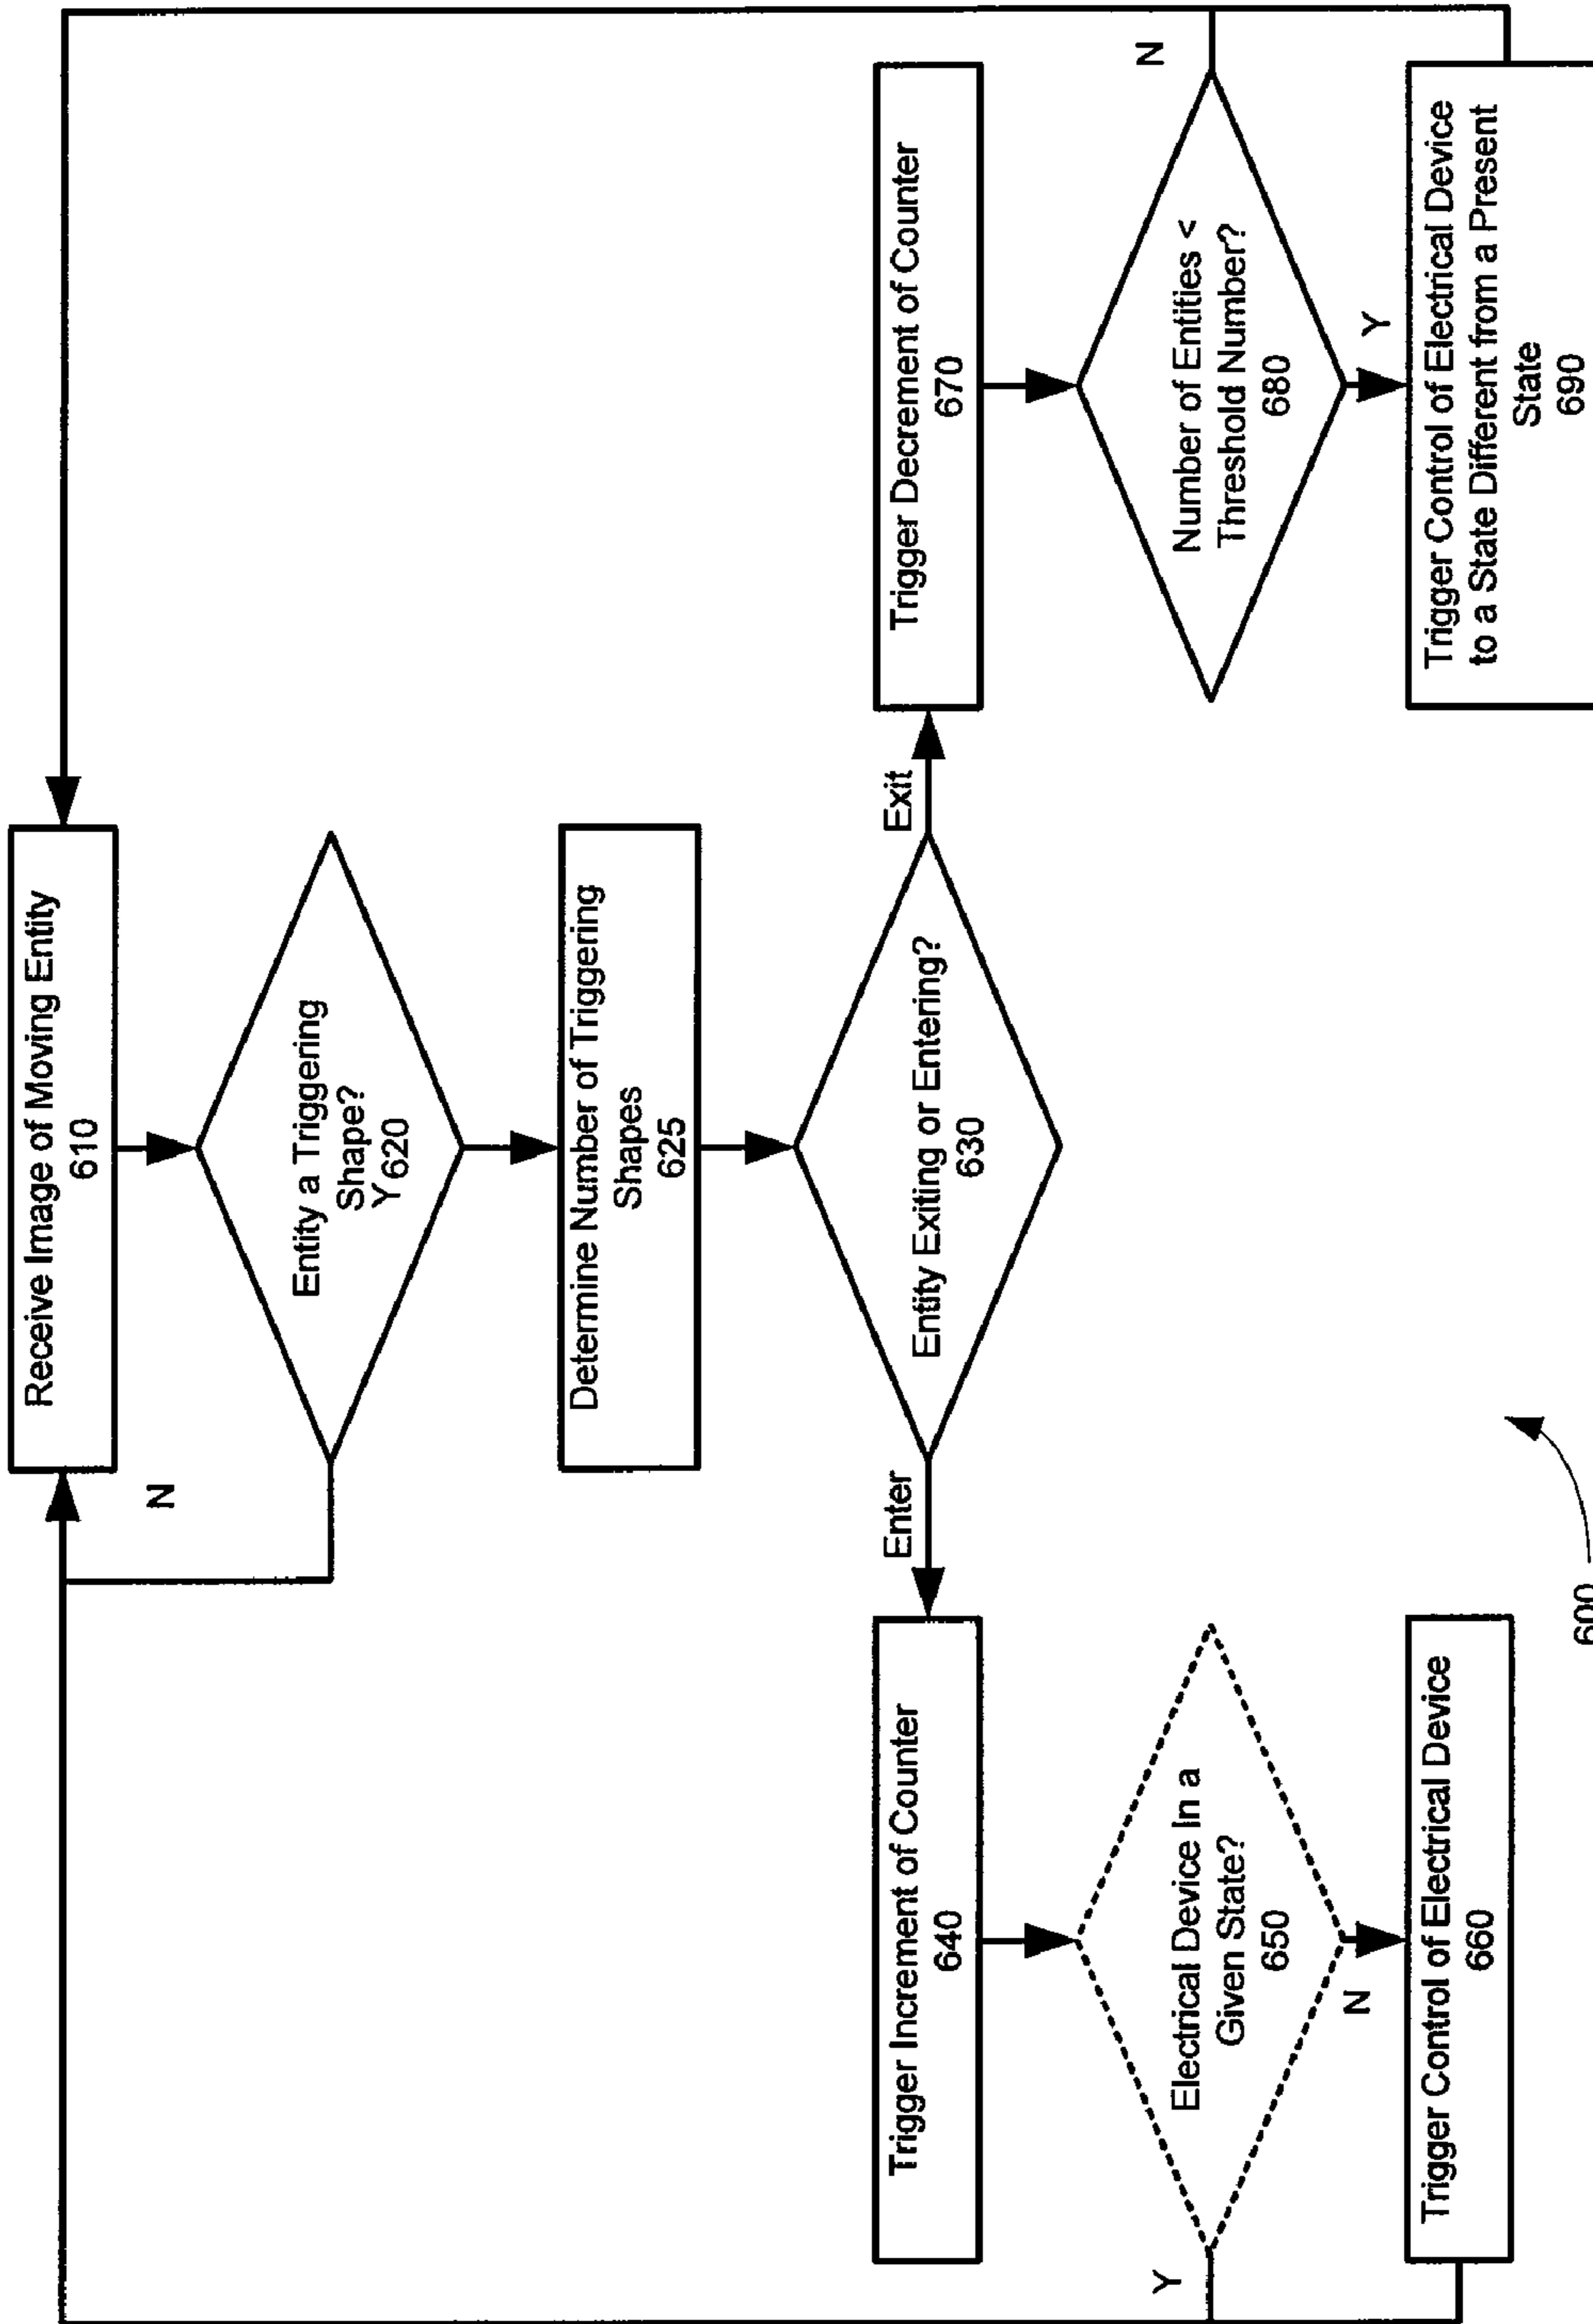 Receive Image of Moving Entity
610
N
Entity a Triggering
Shape?
Y 620
Determine Number of Triggering
Shapes
625
Enter
Entity Exiting or Entering?
630
Exit
Trigger Increment of Counter
640
Trigger Decrement of Counter
670
Y
Electrical Device In a
Given State?
650
N
Number of Entities <
Threshold Number?
680
N
Y
Trigger Control of Electrical Device
660
Trigger Control of Electrical Device
to a State Different from a Present
State
690
600